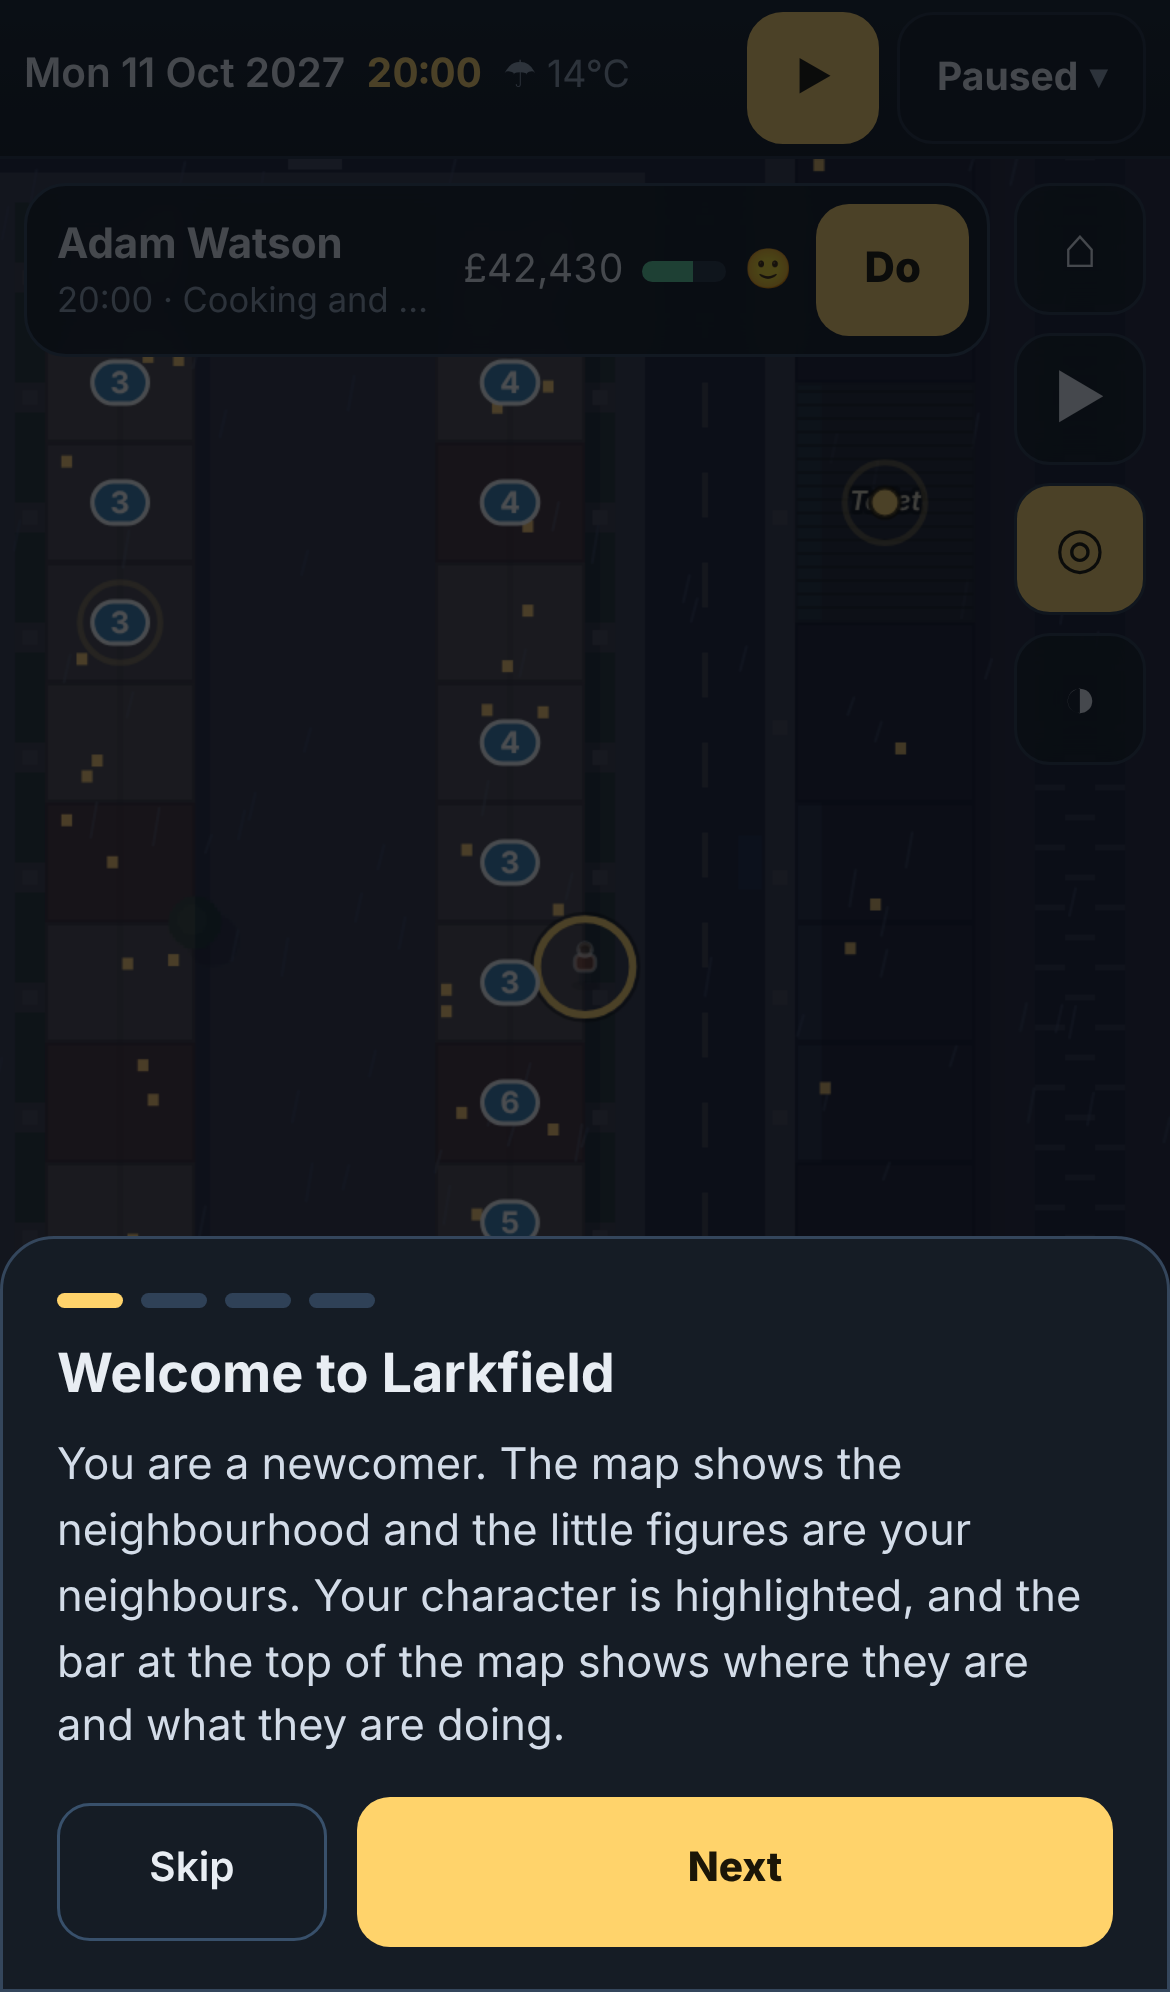 Mon 11 Oct 2027 20:00 14°C
Paused
Adam Watson
£42,430
Do
20:00 · Cooking and ...
3
4
3
4
3
4
3
3
6
5
Welcome to Larkfield
You are a newcomer. The map shows the
neighbourhood and the little figures are your
neighbours. Your character is highlighted, and the
bar at the top of the map shows where they are
and what they are doing.
Skip
Next